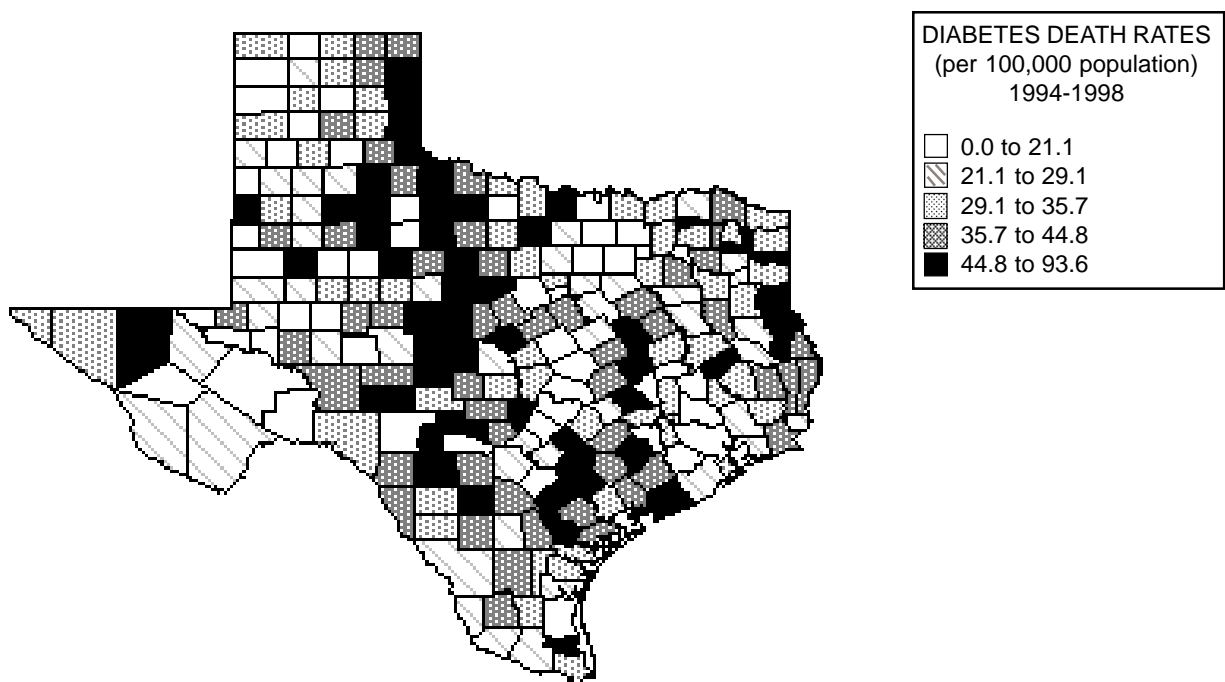 DIABETES DEATH RATES
(per 100,000 population)
1994-1998
0.0 to 21.1
21.1 to 29.1
29.1 to 35.7
35.7 to 44.8
44.8 to 93.6